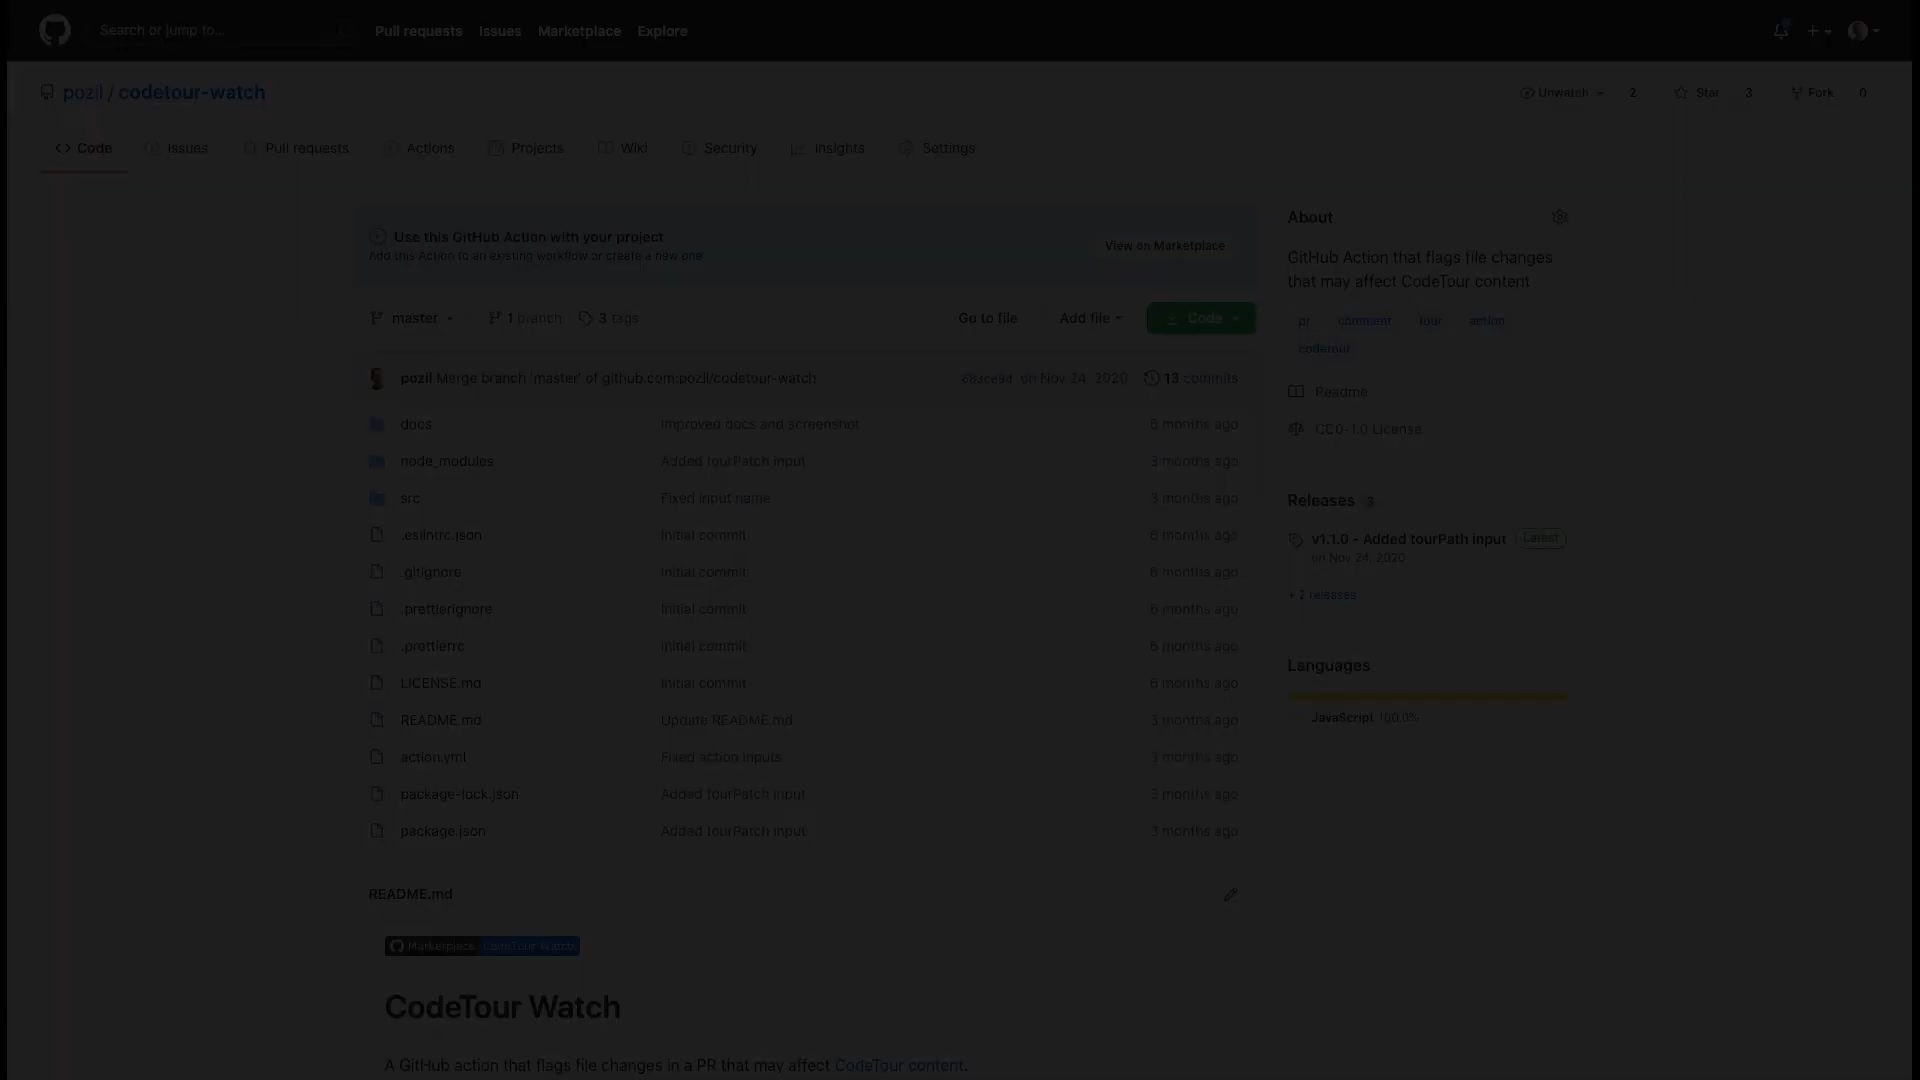 Search or jump to...
Pull requests Issues Marketplace Explore
pozil / codetour-watch
Unwatch 2 Star 3 Fork 0
Code Issues Pull requests Actions Projects Wiki Security Insights Settings
Use this GitHub Action with your project
Add this Action to an existing workflow or create a new one
View on Marketplace
master 1 branch 3 tags Go to file Add file Code
pozil Merge branch 'master' of github.com:pozil/codetour-watch on Nov 24, 2020 13 commits
docs Improved docs and screenshot 6 months ago
node_modules Added tourPatch input 3 months ago
src Fixed input name 3 months ago
.eslintrc.json Initial commit 6 months ago
.gitignore Initial commit 6 months ago
.prettierignore Initial commit 6 months ago
.prettierrc Initial commit 6 months ago
LICENSE.md Initial commit 6 months ago
README.md Update README.md 3 months ago
action.yml Fixed action inputs 3 months ago
package-lock.json Added tourPatch input 3 months ago
package.json Added tourPatch input 3 months ago
README.md
Marketplace CodeTour Watch
CodeTour Watch
A GitHub action that flags file changes in a PR that may affect CodeTour content.
About
GitHub Action that flags file changes
that may affect CodeTour content
pr comment tour action
codetour
Readme
CC0-1.0 License
Releases 3
v1.1.0 - Added tourPath input Latest
on Nov 24, 2020
+ 2 releases
Languages
JavaScript 100.0%